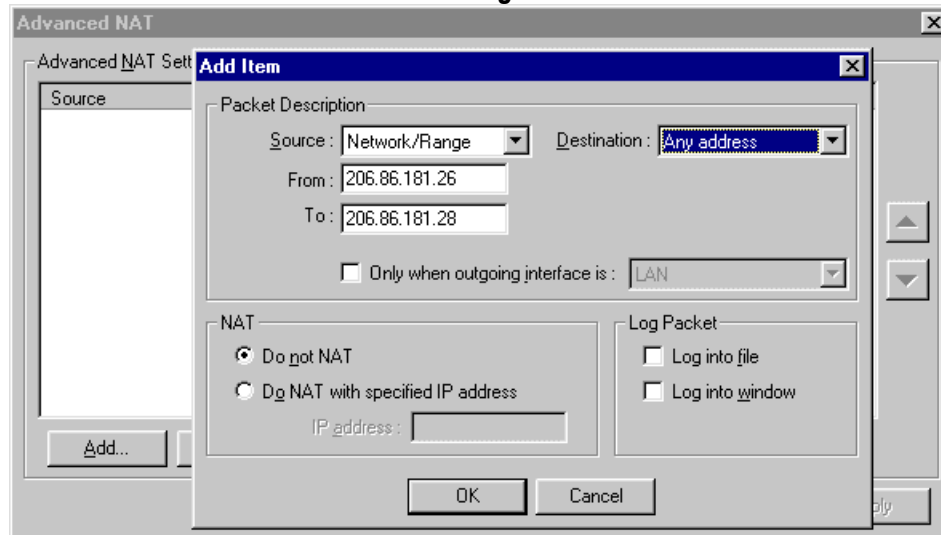 Advanced NAT
Advanced NAT Sett
Source
Add Item
Packet Description
Source : Network/Range Destination : Any address
From : 206.86.181.26
To : 206.86.181.28
Only when outgoing interface is : LAN
NAT
Do not NAT
Do NAT with specified IP address
IP address :
Log Packet
Log into file
Log into window
Add...
OK Cancel
ply